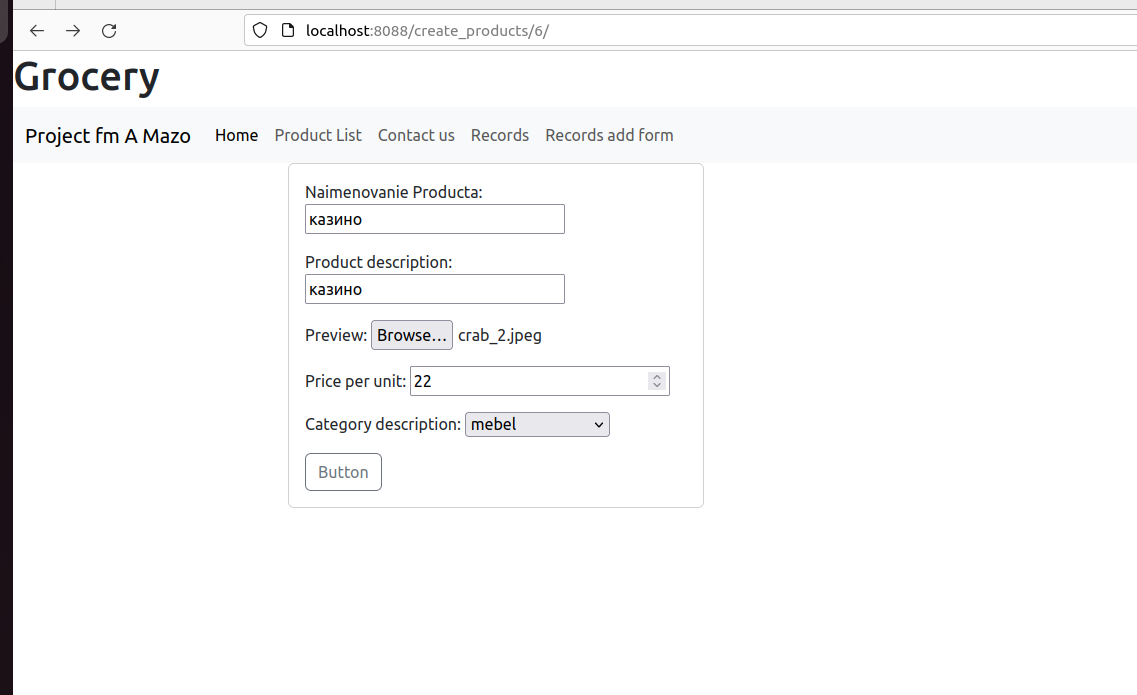 localhost:8088/create_products/6/
Grocery
Project fm A Mazo Home Product List Contact us Records Records add form
Naimenovanie Producta:
казино
Product description:
казино
Preview: Browse... crab_2.jpeg
Price per unit: 22
Category description: mebel
Button